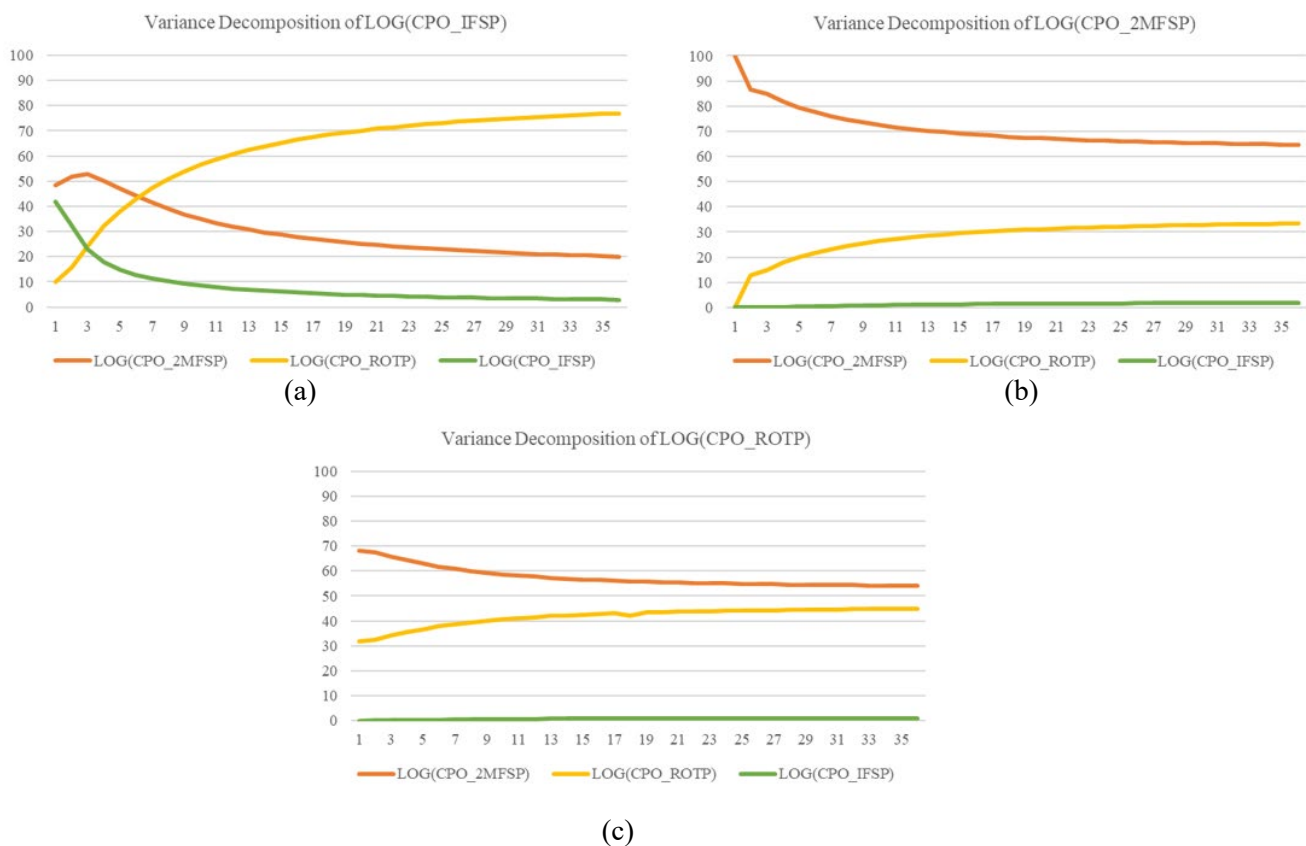 Variance Decomposition of LOG(CPO_IFSP)
100
90
80
70
60
50
40
30
20
10
0
1 3 5 7 9 11 13 15 17 19 21 23 25 27 29 31 33 35
LOG(CPO_2MFSP) LOG(CPO_ROTP) LOG(CPO_IFSP)
(a)
Variance Decomposition of LOG(CPO_2MFSP)
100
90
80
70
60
50
40
30
20
10
0
1 3 5 7 9 11 13 15 17 19 21 23 25 27 29 31 33 35
LOG(CPO_2MFSP) LOG(CPO_ROTP) LOG(CPO_IFSP)
(b)
Variance Decomposition of LOG(CPO_ROTP)
100
90
80
70
60
50
40
30
20
10
0
1 3 5 7 9 11 13 15 17 19 21 23 25 27 29 31 33 35
LOG(CPO_2MFSP) LOG(CPO_ROTP) LOG(CPO_IFSP)
(c)